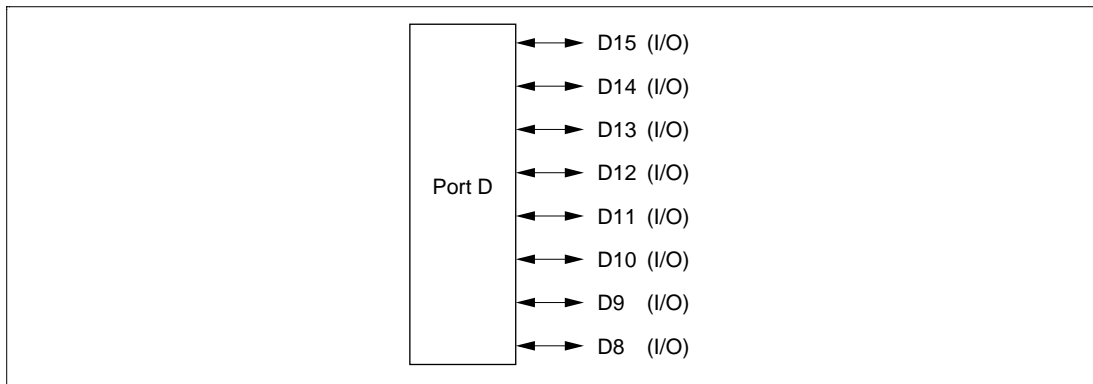 D15 (I/O)
D14 (I/O)
D13 (I/O)
D12 (I/O)
Port D
D11 (I/O)
D10 (I/O)
D9 (I/O)
D8 (I/O)